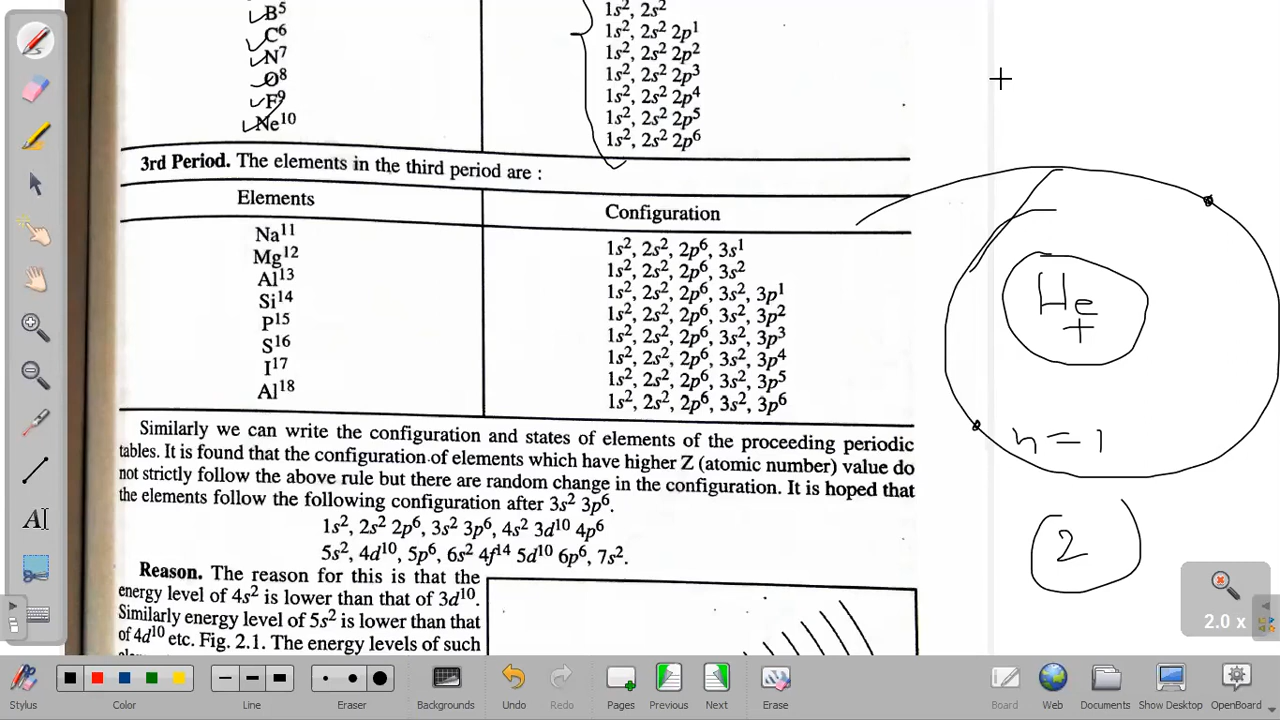 B5
C6
N7
O8
F9
Ne10
1s2, 2s2
1s2, 2s2 2p1
1s2, 2s2 2p2
1s2, 2s2 2p3
1s2, 2s2 2p4
1s2, 2s2 2p5
1s2, 2s2 2p6
3rd Period. The elements in the third period are :
Elements Configuration
Na11 1s2, 2s2, 2p6, 3s1
Mg12 1s2, 2s2, 2p6, 3s2
Al13 1s2, 2s2, 2p6, 3s2, 3p1
Si14 1s2, 2s2, 2p6, 3s2, 3p2
P15 1s2, 2s2, 2p6, 3s2, 3p3
S16 1s2, 2s2, 2p6, 3s2, 3p4
I17 1s2, 2s2, 2p6, 3s2, 3p5
Al18 1s2, 2s2, 2p6, 3s2, 3p6
Similarly we can write the configuration and states of elements of the proceeding periodic
tables. It is found that the configuration of elements which have higher Z (atomic number) value do
not strictly follow the above rule but there are random change in the configuration. It is hoped that
the elements follow the following configuration after 3s2 3p6.
1s2, 2s2 2p6, 3s2 3p6, 4s2 3d10 4p6
5s2, 4d10, 5p6, 6s2 4f14 5d10 6p6, 7s2.
Reason. The reason for this is that the
energy level of 4s2 is lower than that of 3d10.
Similarly energy level of 5s2 is lower than that
of 4d10 etc. Fig. 2.1. The energy levels of such
He
+
n = 1
2
2.0 x
Stylus Color Line Eraser Backgrounds Undo Redo Pages Previous Next Erase Board Web Documents Show Desktop OpenBoard